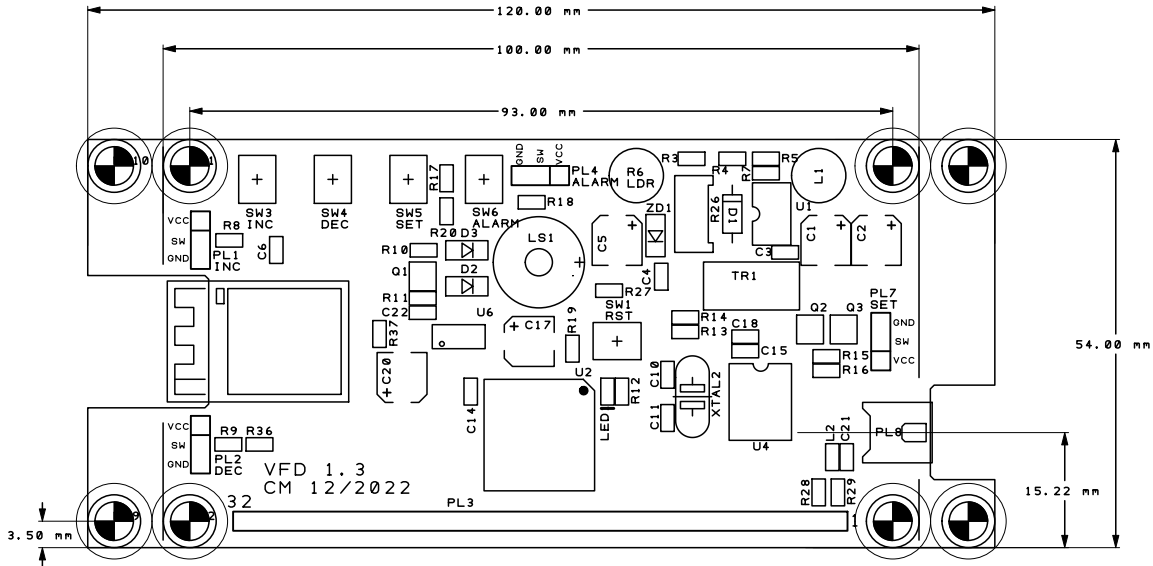 120.00 mm
100.00 mm
93.00 mm
10
1
SW3
INC
SW4
DEC
SW5
SET
R17
SW6
ALARM
GND
SW
VCC
PL4
ALARM
R18
R6
LDR
R3
R4
R7
R5
L1
U1
R26
D1
ZD1
VCC
SW
GND
R8
PL1
INC
C6
R20
D3
R10
Q1
D2
R11
C22
LS1
+
C5
+
C4
C3
C1
+
C2
+
TR1
R27
SW1
RST
R37
U6
C17
+
R19
R14
R13
C18
C15
Q2
Q3
PL7
SET
GND
SW
VCC
R15
R16
54.00 mm
C20
+
C14
U2
LED1
R12
C10
C11
XTAL2
U4
L2
C21
PL8
VCC
SW
GND
R9
R36
PL2
DEC
VFD 1.3
CM 12/2022
R28
R29
15.22 mm
9
2
32
PL3
1
3.50 mm